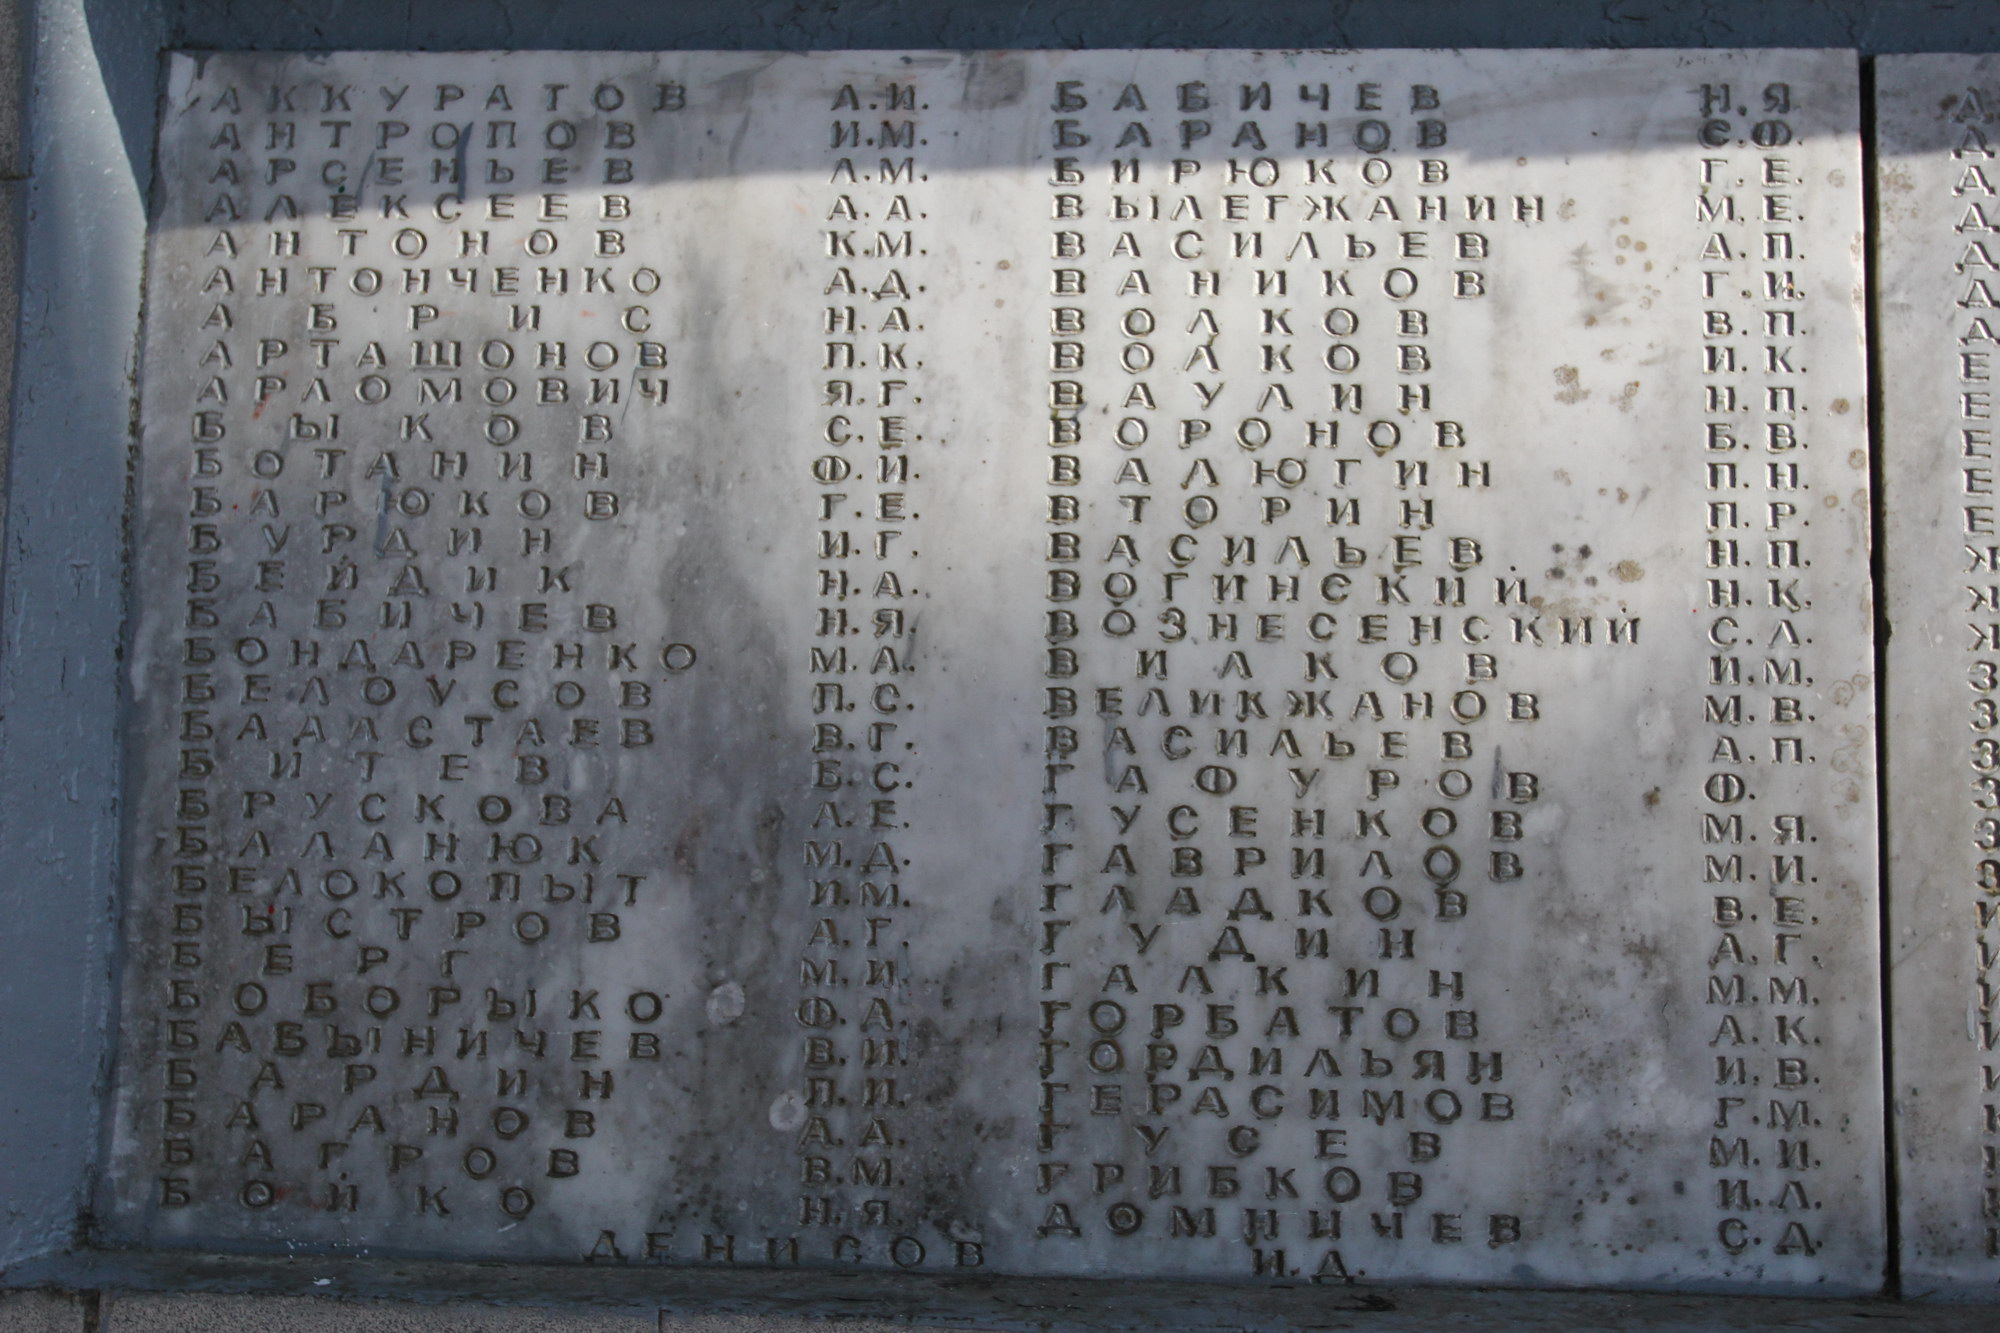 АККУРАТОВ А.И.
АНТРОПОВ И.М.
АРСЕНЬЕВ Л.М.
АЛЕКСЕЕВ А.А.
АНТОНОВ К.М.
АНТОНЧЕНКО А.Д.
АБРИС Н.А.
АРТАШОНОВ П.К.
АРЛОМОВИЧ Я.Г.
БЫКОВ С.Е.
БОТАНИН Ф.И.
БАРЮКОВ Г.Е.
БУРДИН И.Г.
БЕЙДИК Н.А.
БАБИЧЕВ Н.Я.
БОНДАРЕНКО М.А.
БЕЛОУСОВ П.С.
БАДЛСТАЕВ В.Г.
БИТЕВ Б.С.
БРУСКОВА Л.Е.
БАЛАНЮК М.Д.
БЕЛОКОПЫТ И.М.
БЫСТРОВ А.Г.
БЕРГ М.И.
БОБОРЫКО Ф.А.
БАБЫНИЧЕВ В.И.
БАРДИН П.И.
БАРАНОВ А.А.
БАГРОВ В.М.
БОЙКО Н.Я.
БАБИЧЕВ Н.Я
БАРАНОВ С.Ф.
БИРЮКОВ Г.Е.
ВЫЛЕГЖАНИН М.Е.
ВАСИЛЬЕВ А.П.
ВАНИКОВ Г.И.
ВОЛКОВ В.П.
ВОЛКОВ И.К.
ВАУЛИН Н.П.
ВОРОНОВ Б.В.
ВАЛЮГИН П.Н.
ВТОРИН П.Р.
ВАСИЛЬЕВ Н.П.
ВОГИНСКИЙ Н.К.
ВОЗНЕСЕНСКИЙ С.Л.
ВИЛКОВ И.М.
ВЕЛИКЖАНОВ М.В.
ВАСИЛЬЕВ А.П.
ГАФУРОВ Ф.
ГУСЕНКОВ М.Я.
ГАВРИЛОВ М.И.
ГЛАДКОВ В.Е.
ГУДИН А.Г.
ГАЛКИН М.М.
ГОРБАТОВ А.К.
ГОРДИЛЬЯН И.В.
ГЕРАСИМОВ Г.М.
ГУСЕВ М.И.
ГРИБКОВ И.Л.
ДОМНИЧЕВ С.Д.
ДЕНИСОВ И.Д.